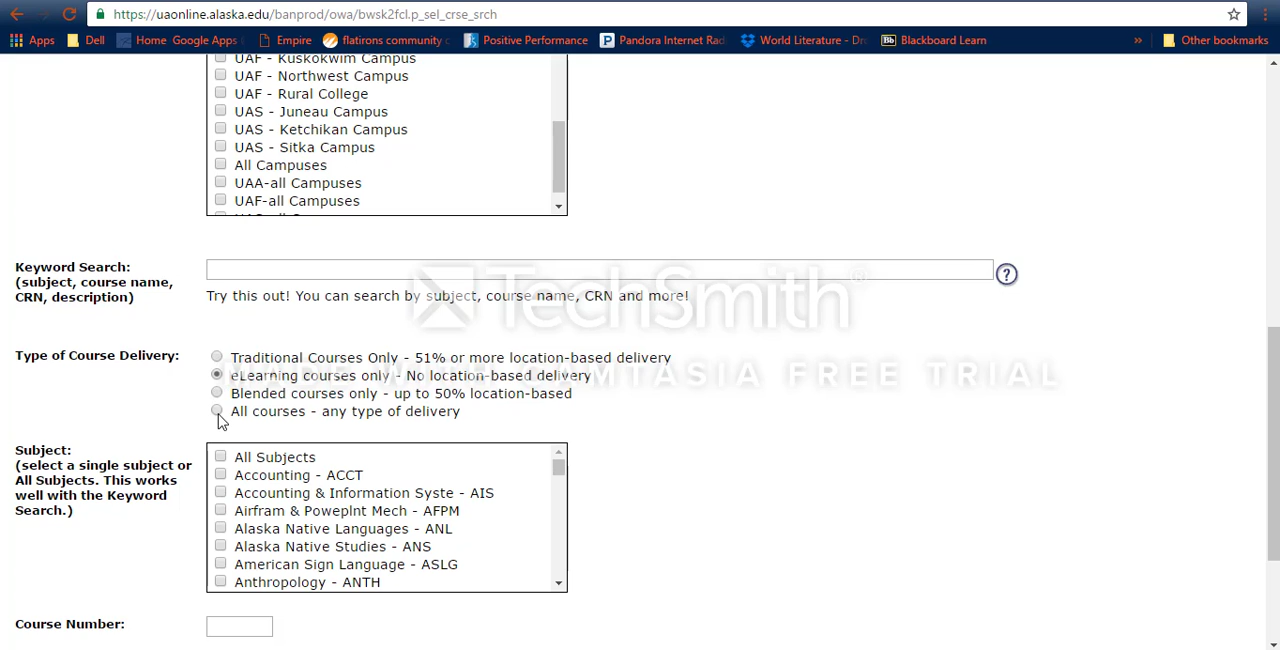 https://uaonline.alaska.edu/banprod/owa/bwsk2fcl.p_sel_crse_srch
Apps Dell Home Google Apps Empire flatirons community Positive Performance Pandora Internet Rad World Literature - Dr Bb Blackboard Learn » Other bookmarks
UAF - Kuskokwim Campus
UAF - Northwest Campus
UAF - Rural College
UAS - Juneau Campus
UAS - Ketchikan Campus
UAS - Sitka Campus
All Campuses
UAA-all Campuses
UAF-all Campuses
Keyword Search:
(subject, course name,
CRN, description)
?
Try this out! You can search by subject, course name, CRN and more!
TechSmith®
MADE WITH CAMTASIA FREE TRIAL
Type of Course Delivery:
Traditional Courses Only - 51% or more location-based delivery
eLearning courses only - No location-based delivery
Blended courses only - up to 50% location-based
All courses - any type of delivery
Subject:
(select a single subject or
All Subjects. This works
well with the Keyword
Search.)
All Subjects
Accounting - ACCT
Accounting & Information Syste - AIS
Airfram & Poweplnt Mech - AFPM
Alaska Native Languages - ANL
Alaska Native Studies - ANS
American Sign Language - ASLG
Anthropology - ANTH
Course Number: